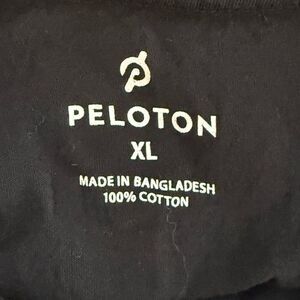 PELOTON
XL
MADE IN BANGLADESH
100% COTTON